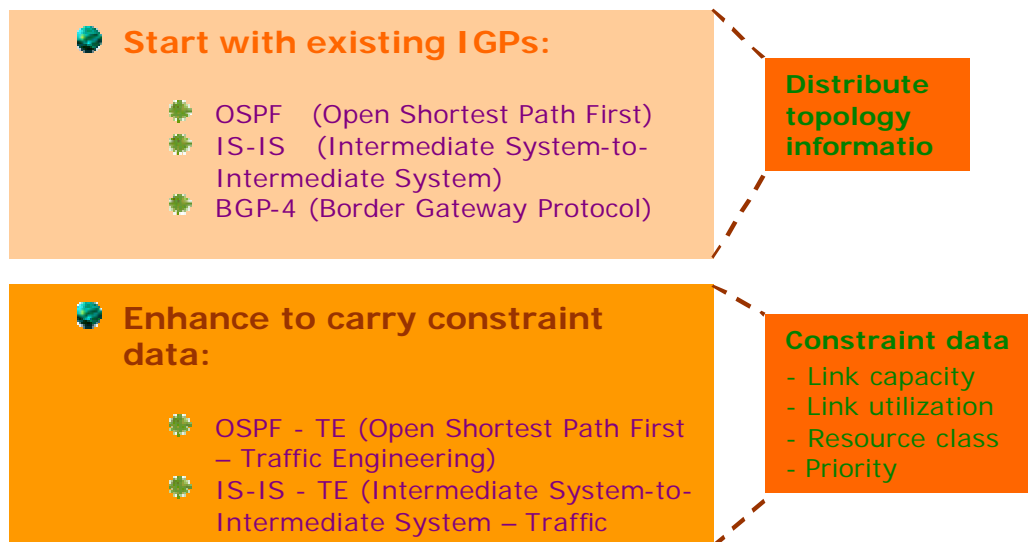 Start with existing IGPs:
OSPF (Open Shortest Path First)
IS-IS (Intermediate System-to-
Intermediate System)
BGP-4 (Border Gateway Protocol)
Distribute
topology
informatio
Enhance to carry constraint
data:
OSPF - TE (Open Shortest Path First
– Traffic Engineering)
IS-IS - TE (Intermediate System-to-
Intermediate System – Traffic
Constraint data
- Link capacity
- Link utilization
- Resource class
- Priority